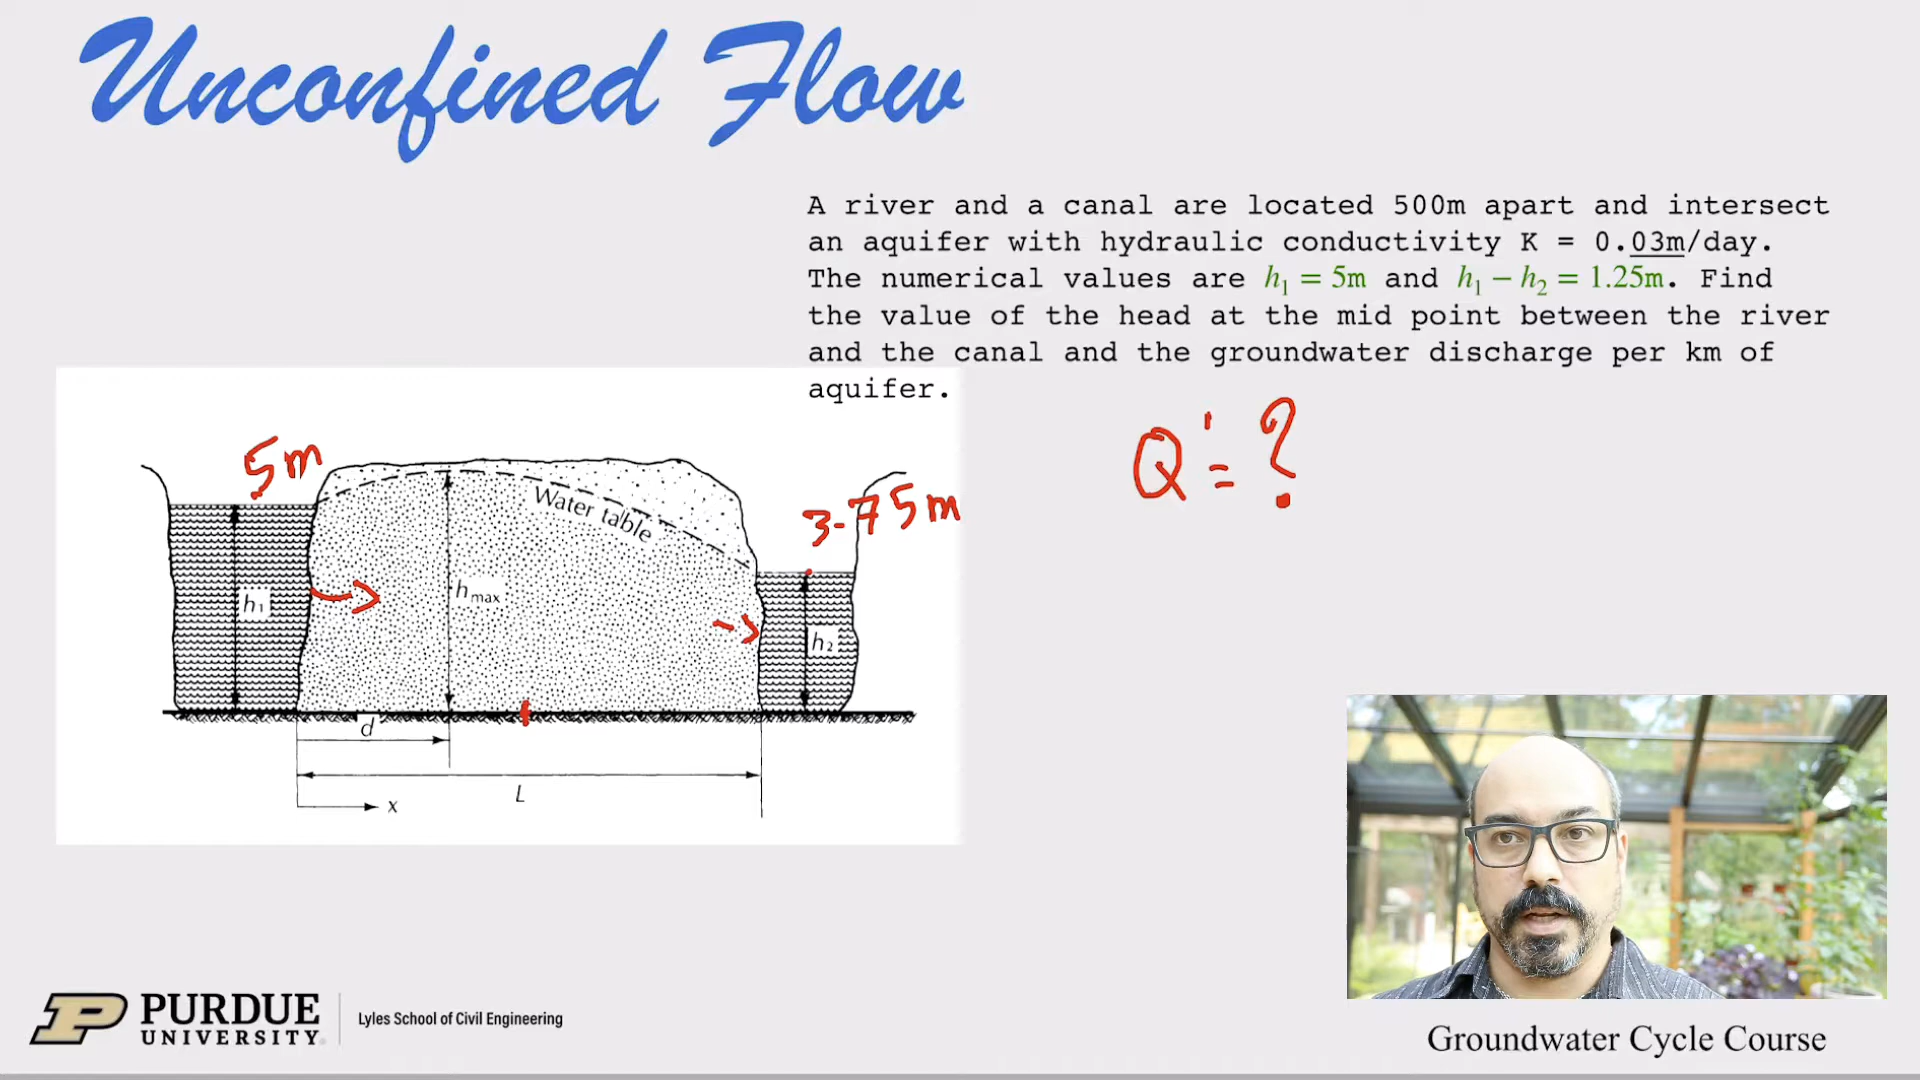 Unconfined Flow
A river and a canal are located 500m apart and intersect
an aquifer with hydraulic conductivity K = 0.03m/day.
The numerical values are h₁ = 5m and h₁ − h₂ = 1.25m. Find
the value of the head at the mid point between the river
and the canal and the groundwater discharge per km of
aquifer.
Q' = ?
5m
3.75m
Water table
h₁
hmax
h₂
d
L
x
PURDUE
UNIVERSITY®
Lyles School of Civil Engineering
Groundwater Cycle Course